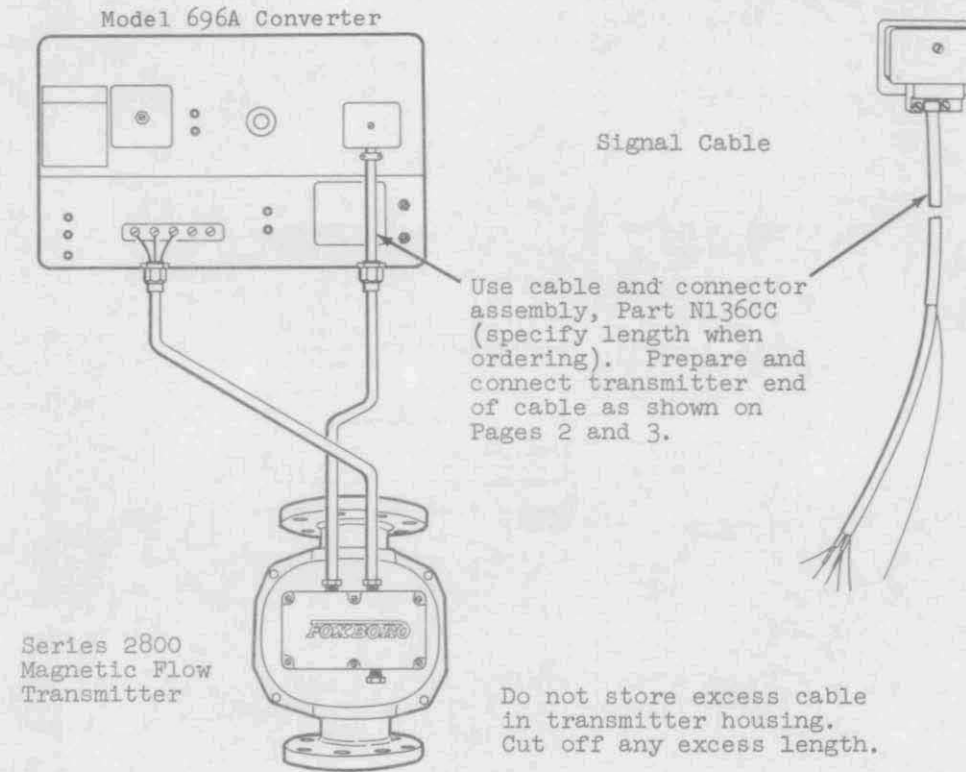 Model 696A Converter
Signal Cable
Use cable and connector
assembly, Part N136CC
(specify length when
ordering). Prepare and
connect transmitter end
of cable as shown on
Pages 2 and 3.
FOXBORO
Series 2800
Magnetic Flow
Transmitter
Do not store excess cable
in transmitter housing.
Cut off any excess length.